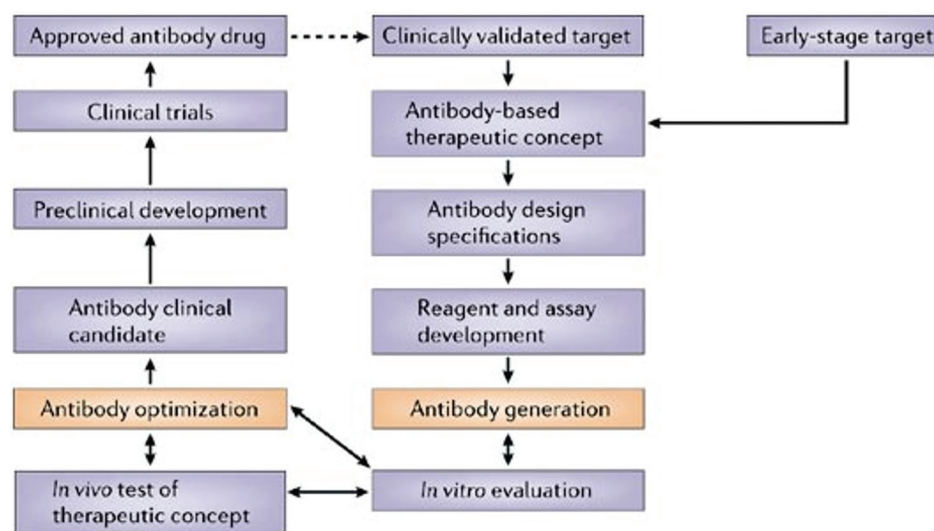 Approved antibody drug
Clinically validated target
Early-stage target
Clinical trials
Antibody-based
therapeutic concept
Preclinical development
Antibody design
specifications
Antibody clinical
candidate
Reagent and assay
development
Antibody optimization
Antibody generation
In vivo test of
therapeutic concept
In vitro evaluation